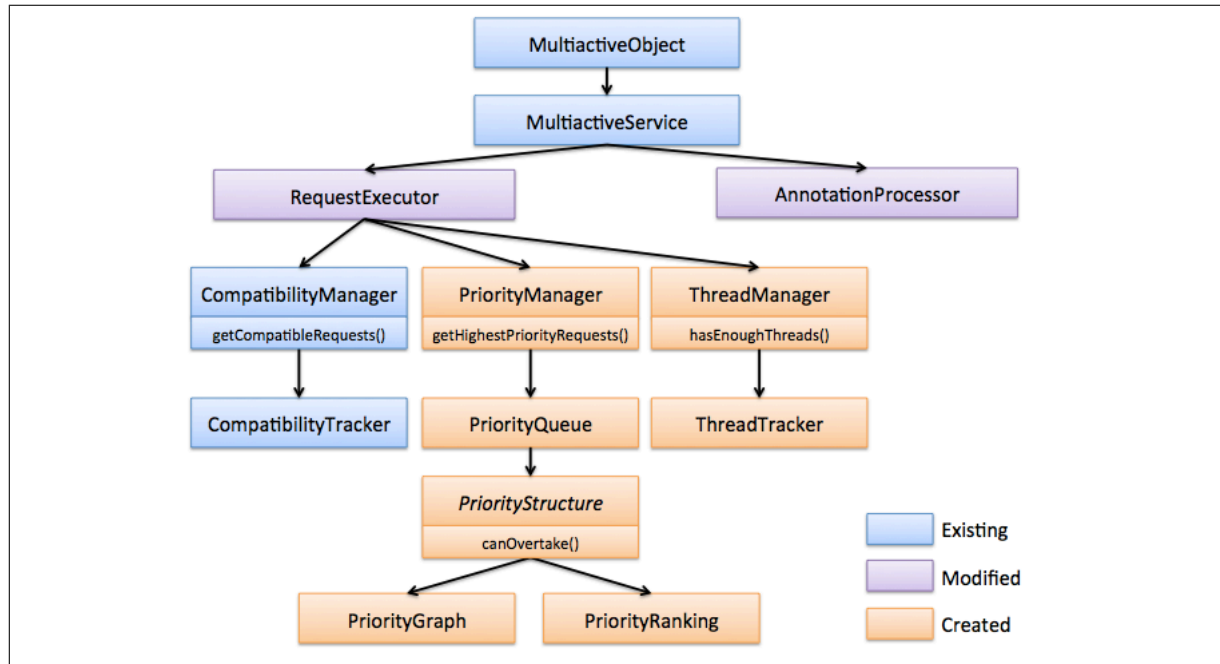 MultiactiveObject
MultiactiveService
RequestExecutor
AnnotationProcessor
CompatibilityManager
getCompatibleRequests()
PriorityManager
getHighestPriorityRequests()
ThreadManager
hasEnoughThreads()
CompatibilityTracker
PriorityQueue
ThreadTracker
PriorityStructure
canOvertake()
PriorityGraph
PriorityRanking
Existing
Modified
Created